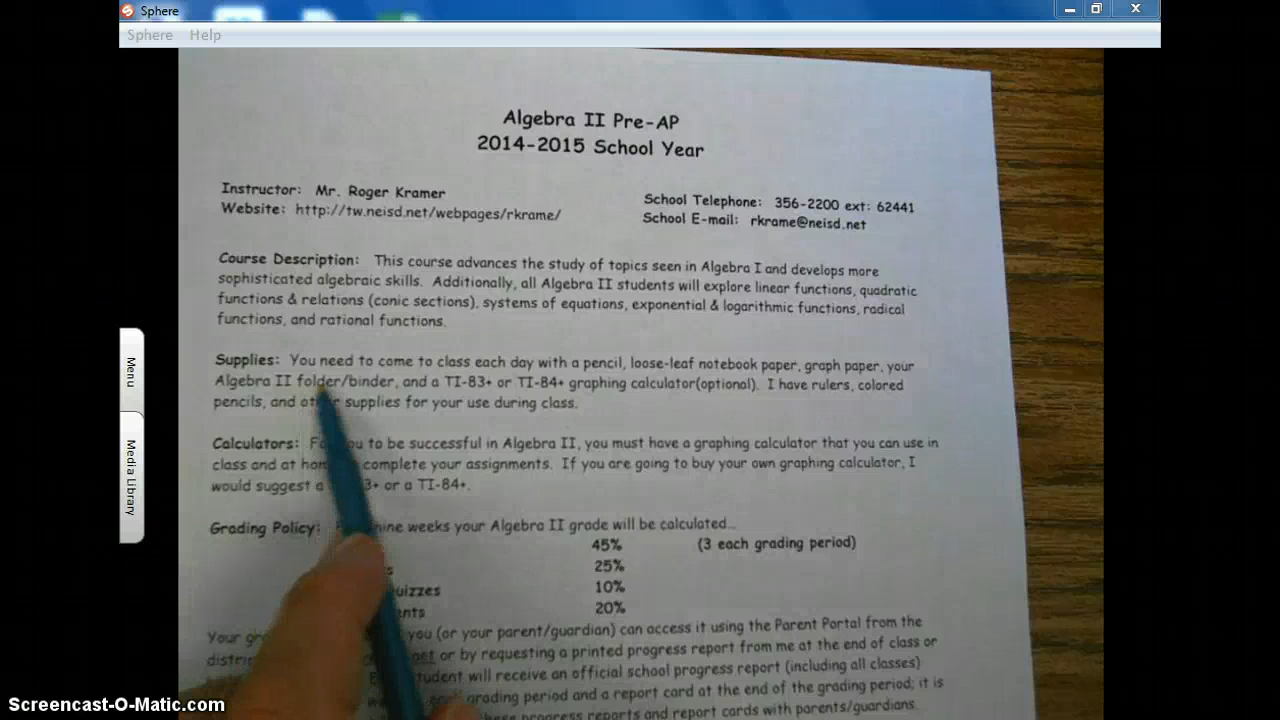 Sphere
Sphere Help
Algebra II Pre-AP
2014-2015 School Year
Instructor: Mr. Roger Kramer
Website: http://tw.neisd.net/webpages/rkrame/
School Telephone: 356-2200 ext: 62441
School E-mail: rkrame@neisd.net
Course Description: This course advances the study of topics seen in Algebra I and develops more
sophisticated algebraic skills. Additionally, all Algebra II students will explore linear functions, quadratic
functions & relations (conic sections), systems of equations, exponential & logarithmic functions, radical
functions, and rational functions.
Supplies: You need to come to class each day with a pencil, loose-leaf notebook paper, graph paper, your
Algebra II folder/binder, and a TI-83+ or TI-84+ graphing calculator(optional). I have rulers, colored
pencils, and other supplies for your use during class.
Calculators: For you to be successful in Algebra II, you must have a graphing calculator that you can use in
class and at complete your assignments. If you are going to buy your own graphing calculator, I
would suggest a 3+ or a TI-84+.
Grading Policy: nine weeks your Algebra II grade will be calculated...
45% (3 each grading period)
25%
uizzes 10%
ents 20%
Your you (or your parent/guardian) can access it using the Parent Portal from the
net or by requesting a printed progress report from me at the end of class or
student will receive an official school progress report (including all classes)
grading period and a report card at the end of the grading period; it is
these progress reports and report cards with parents/guardians.
Menu
Media Library
Screencast-O-Matic.com